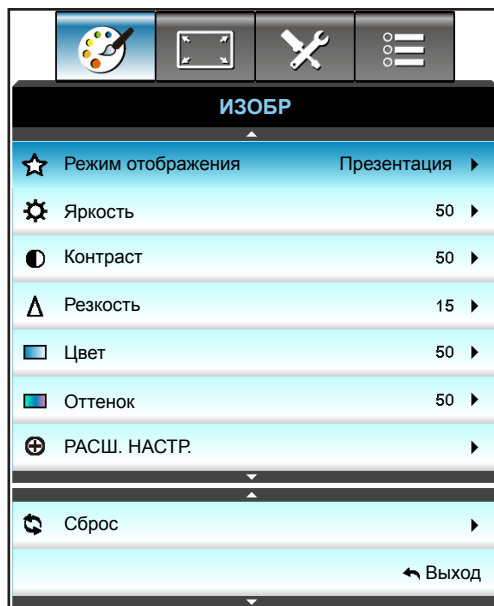 ИЗОБР
Режим отображения Презентация
Яркость 50
Контраст 50
Резкость 15
Цвет 50
Оттенок 50
РАСШ. НАСТР.
Сброс
Выход